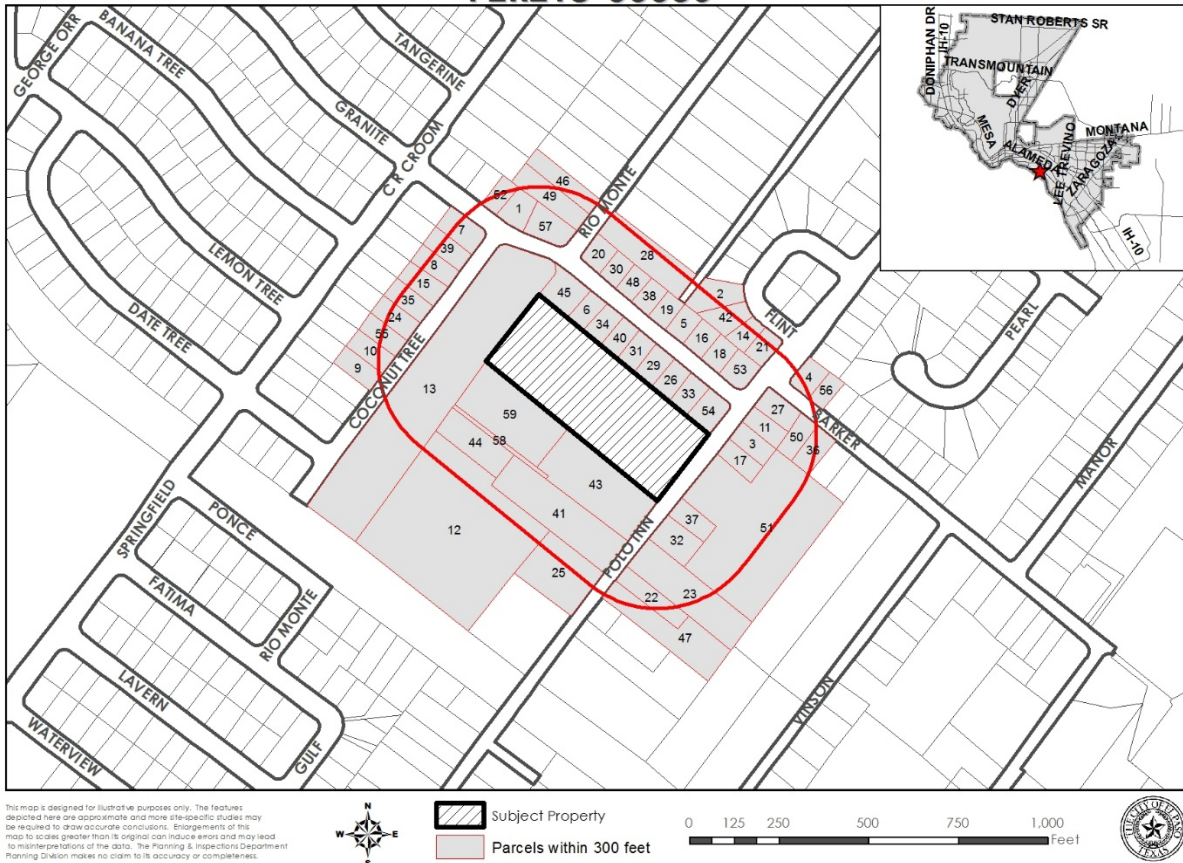 STAN ROBERTS SR
DONIPHAN DR
IH-10
TRANSMOUNTAIN
DYER
MESA
MONTANA
ALAMEDA
LEE TREVINO
ZARAGOZA
IH-10
GEORGE ORR
BANANA TREE
TANGERINE
GRANITE
CR CROOM
LEMON TREE
DATE TREE
RIO MONTE
COCONUT TREE
FLINT
PEARL
BARKER
MANOR
POLO INN
VINSON
SPRINGFIELD
PONCE
FATIMA
RIO MONTE
LAVERN
GULF
WATERVIEW
46
52
49
1
57
7
39
8
15
35
24
55
10
9
20
28
30
48
38
19
5
16
18
53
2
42
14
21
4
56
45
6
34
40
31
29
26
33
54
27
11
3
17
50
36
13
59
58
44
43
41
12
25
37
32
51
22
23
47
This map is designed for illustrative purposes only. The features
depicted here are approximate and more site-specific studies may
be required to draw accurate conclusions. Enlargements of this
map to scales greater than its original can induce errors and may lead
to misinterpretations of the data. The Planning & Inspections Department
Planning Division makes no claim to its accuracy or completeness.
N
W
E
S
Subject Property
Parcels within 300 feet
0 125 250 500 750 1,000
Feet